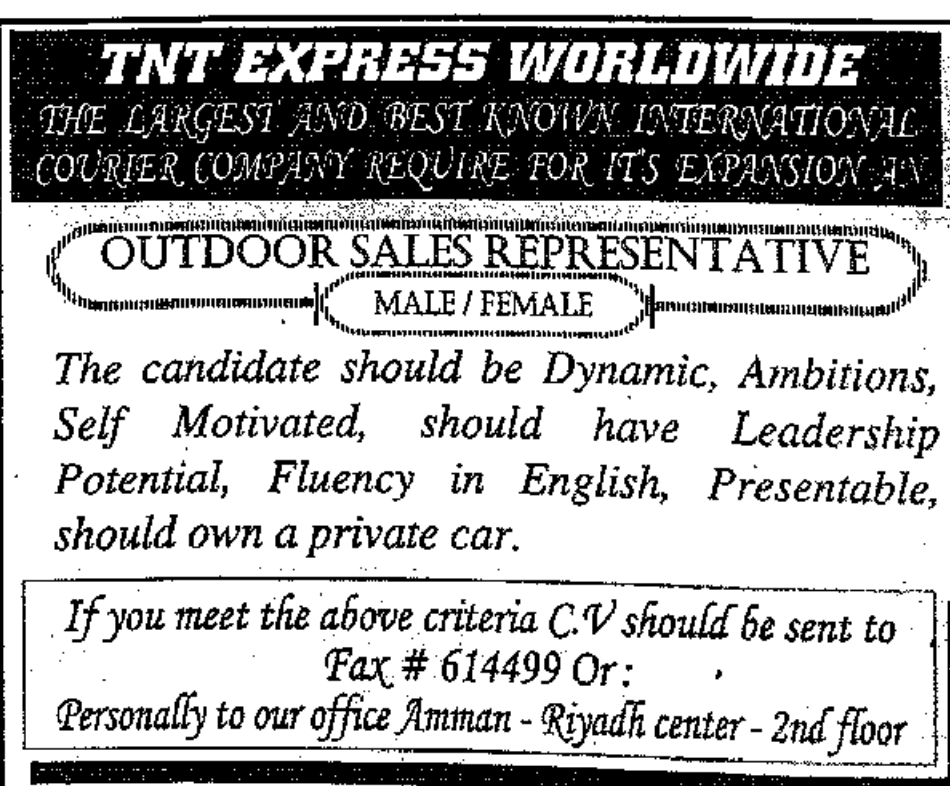 TNT EXPRESS WORLDWIDE
THE LARGEST AND BEST KNOWN INTERNATIONAL
COURIER COMPANY REQUIRE FOR IT'S EXPANSION AN
OUTDOOR SALES REPRESENTATIVE
MALE / FEMALE
The candidate should be Dynamic, Ambitions,
Self Motivated, should have Leadership
Potential, Fluency in English, Presentable,
should own a private car.
If you meet the above criteria C.V should be sent to
Fax # 614499 Or:
Personally to our office Amman - Riyadh center - 2nd floor